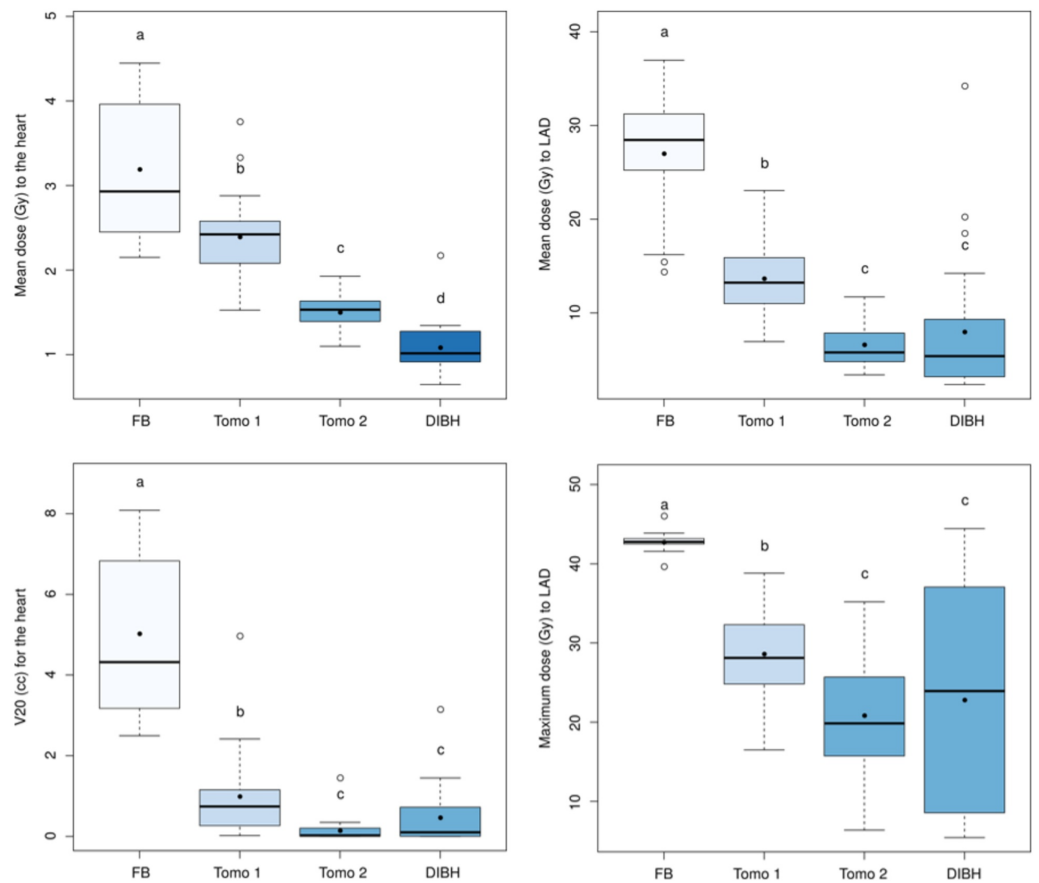 Mean dose (Gy) to the heart
5
4
3
2
1
a
b
c
d
FB Tomo 1 Tomo 2 DIBH
Mean dose (Gy) to LAD
40
30
20
10
a
b
c
c
FB Tomo 1 Tomo 2 DIBH
V20 (cc) for the heart
8
6
4
2
0
a
b
c
c
FB Tomo 1 Tomo 2 DIBH
Maximum dose (Gy) to LAD
50
40
30
20
10
a
b
c
c
FB Tomo 1 Tomo 2 DIBH